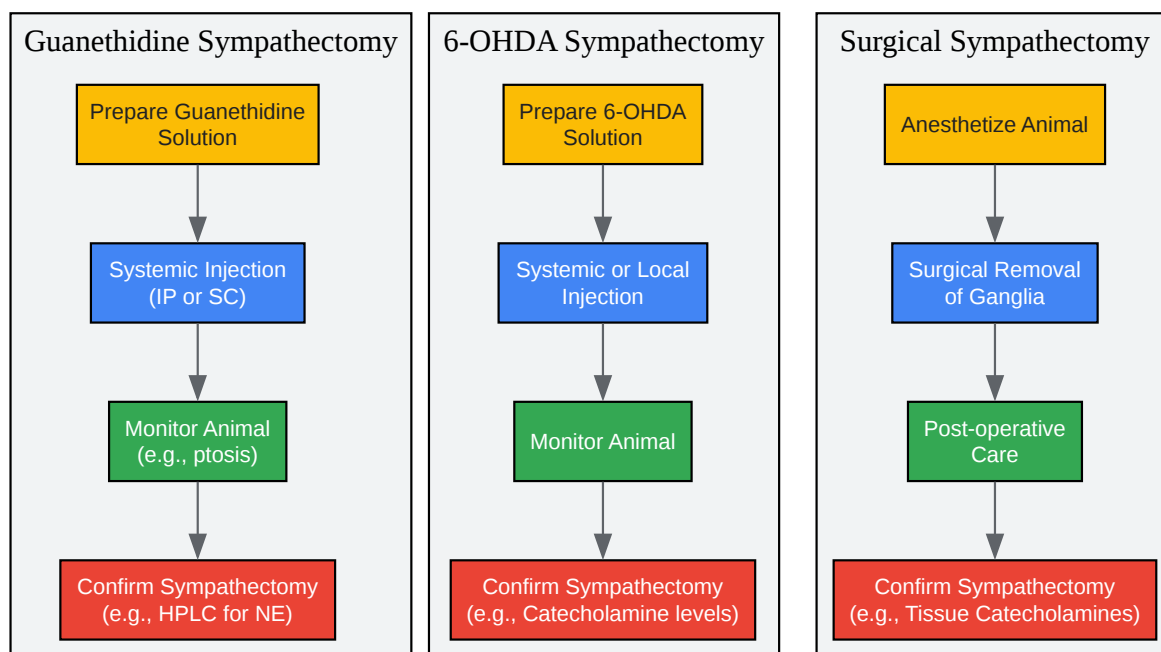 Guanethidine Sympathectomy
Prepare Guanethidine
Solution
Systemic Injection
(IP or SC)
Monitor Animal
(e.g., ptosis)
Confirm Sympathectomy
(e.g., HPLC for NE)
6-OHDA Sympathectomy
Prepare 6-OHDA
Solution
Systemic or Local
Injection
Monitor Animal
Confirm Sympathectomy
(e.g., Catecholamine levels)
Surgical Sympathectomy
Anesthetize Animal
Surgical Removal
of Ganglia
Post-operative
Care
Confirm Sympathectomy
(e.g., Tissue Catecholamines)